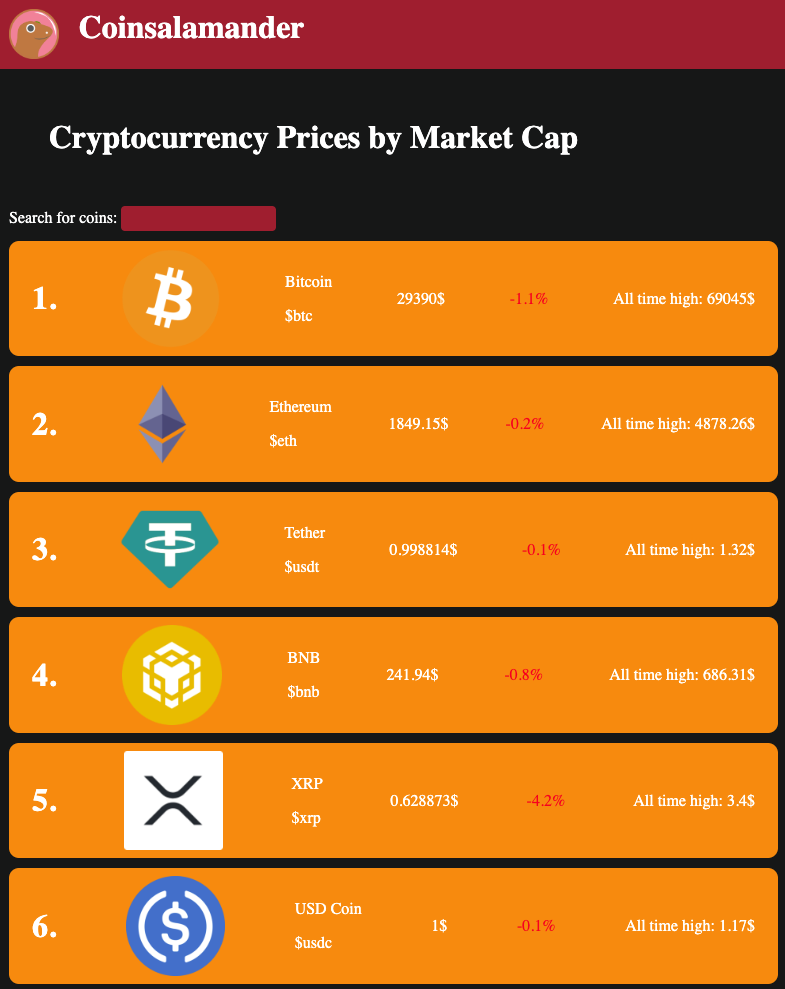 Coinsalamander
Cryptocurrency Prices by Market Cap
Search for coins:
1.
Bitcoin
$btc
29390$
-1.1%
All time high: 69045$
2.
Ethereum
$eth
1849.15$
-0.2%
All time high: 4878.26$
3.
Tether
$usdt
0.998814$
-0.1%
All time high: 1.32$
4.
BNB
$bnb
241.94$
-0.8%
All time high: 686.31$
5.
XRP
$xrp
0.628873$
-4.2%
All time high: 3.4$
6.
USD Coin
$usdc
1$
-0.1%
All time high: 1.17$